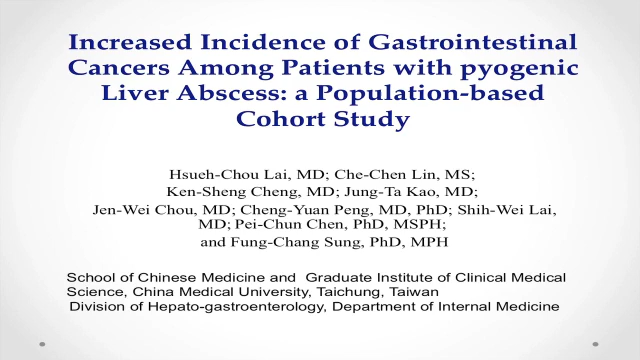 Increased Incidence of Gastrointestinal
Cancers Among Patients with pyogenic
Liver Abscess: a Population-based
Cohort Study
Hsueh-Chou Lai, MD; Che-Chen Lin, MS;
Ken-Sheng Cheng, MD; Jung-Ta Kao, MD;
Jen-Wei Chou, MD; Cheng-Yuan Peng, MD, PhD; Shih-Wei Lai,
MD; Pei-Chun Chen, PhD, MSPH;
and Fung-Chang Sung, PhD, MPH
School of Chinese Medicine and  Graduate Institute of Clinical Medical
Science, China Medical University, Taichung, Taiwan
Division of Hepato-gastroenterology, Department of Internal Medicine